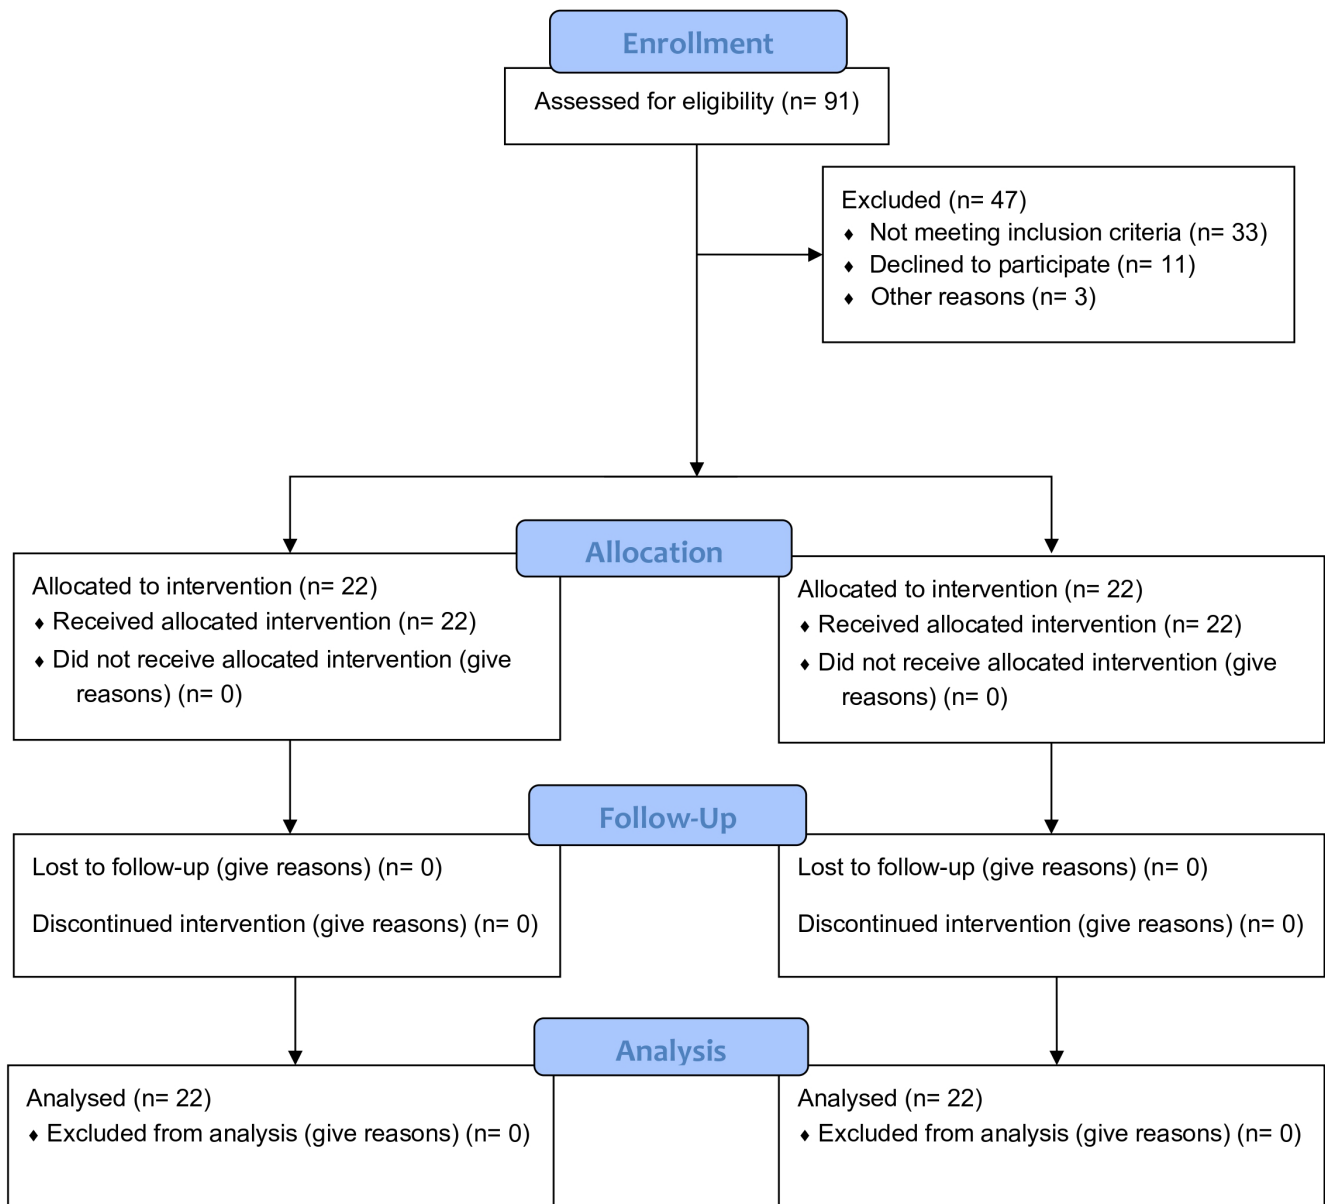 Enrollment
Assessed for eligibility (n= 91)
Excluded (n= 47)
♦ Not meeting inclusion criteria (n= 33)
♦ Declined to participate (n= 11)
♦ Other reasons (n= 3)
Allocation
Allocated to intervention (n= 22)
♦ Received allocated intervention (n= 22)
♦ Did not receive allocated intervention (give
reasons) (n= 0)
Allocated to intervention (n= 22)
♦ Received allocated intervention (n= 22)
♦ Did not receive allocated intervention (give
reasons) (n= 0)
Follow-Up
Lost to follow-up (give reasons) (n= 0)
Discontinued intervention (give reasons) (n= 0)
Lost to follow-up (give reasons) (n= 0)
Discontinued intervention (give reasons) (n= 0)
Analysis
Analysed (n= 22)
♦ Excluded from analysis (give reasons) (n= 0)
Analysed (n= 22)
♦ Excluded from analysis (give reasons) (n= 0)